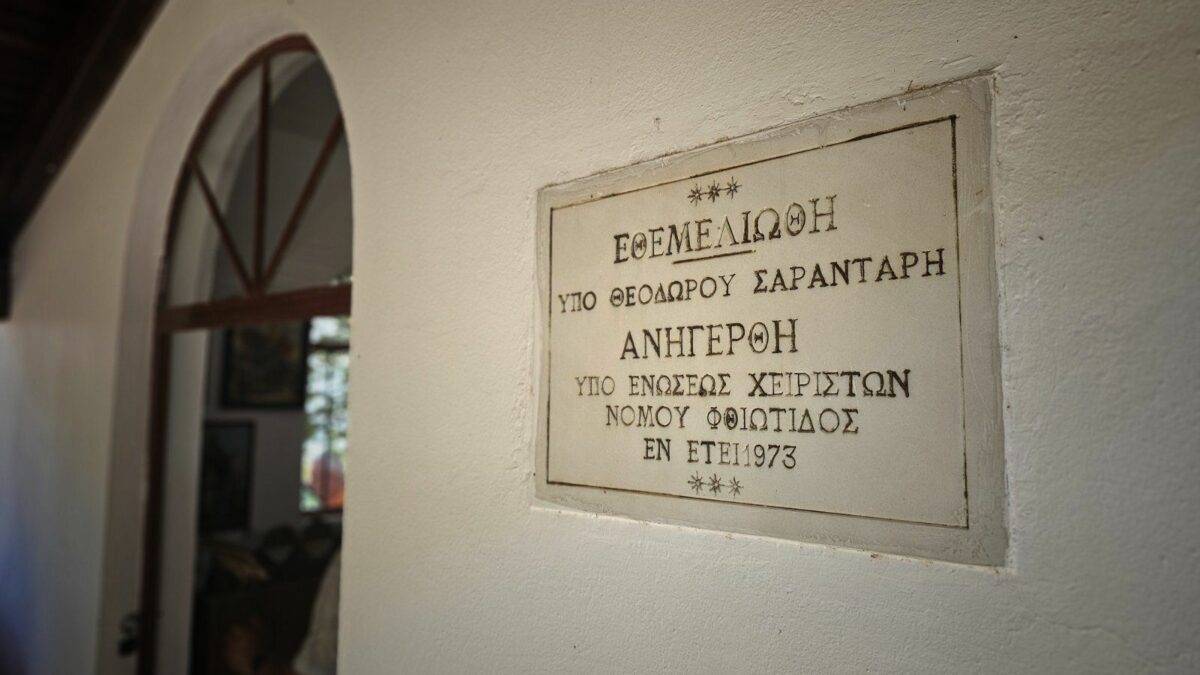 ΕΘΕΜΕΛΙΩΘΗ
ΥΠΟ ΘΕΟΔΩΡΟΥ ΣΑΡΑΝΤΑΡΗ
ΑΝΗΓΕΡΘΗ
ΥΠΟ ΕΝΩΣΕΩΣ ΧΕΙΡΙΣΤΩΝ
ΝΟΜΟΥ ΦΘΙΩΤΙΔΟΣ
ΕΝ ΕΤΕΙ 1973